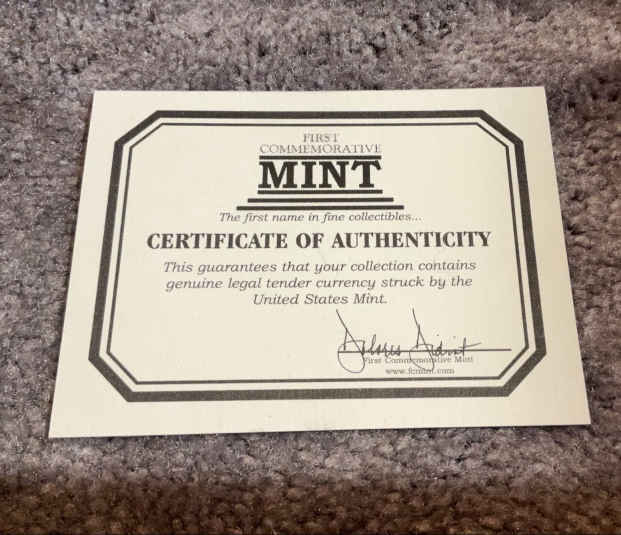 FIRST
COMMEMORATIVE
MINT
The first name in fine collectibles...
CERTIFICATE OF AUTHENTICITY
This guarantees that your collection contains
genuine legal tender currency struck by the
United States Mint.
First Commemorative Mint
www.fcmint.com